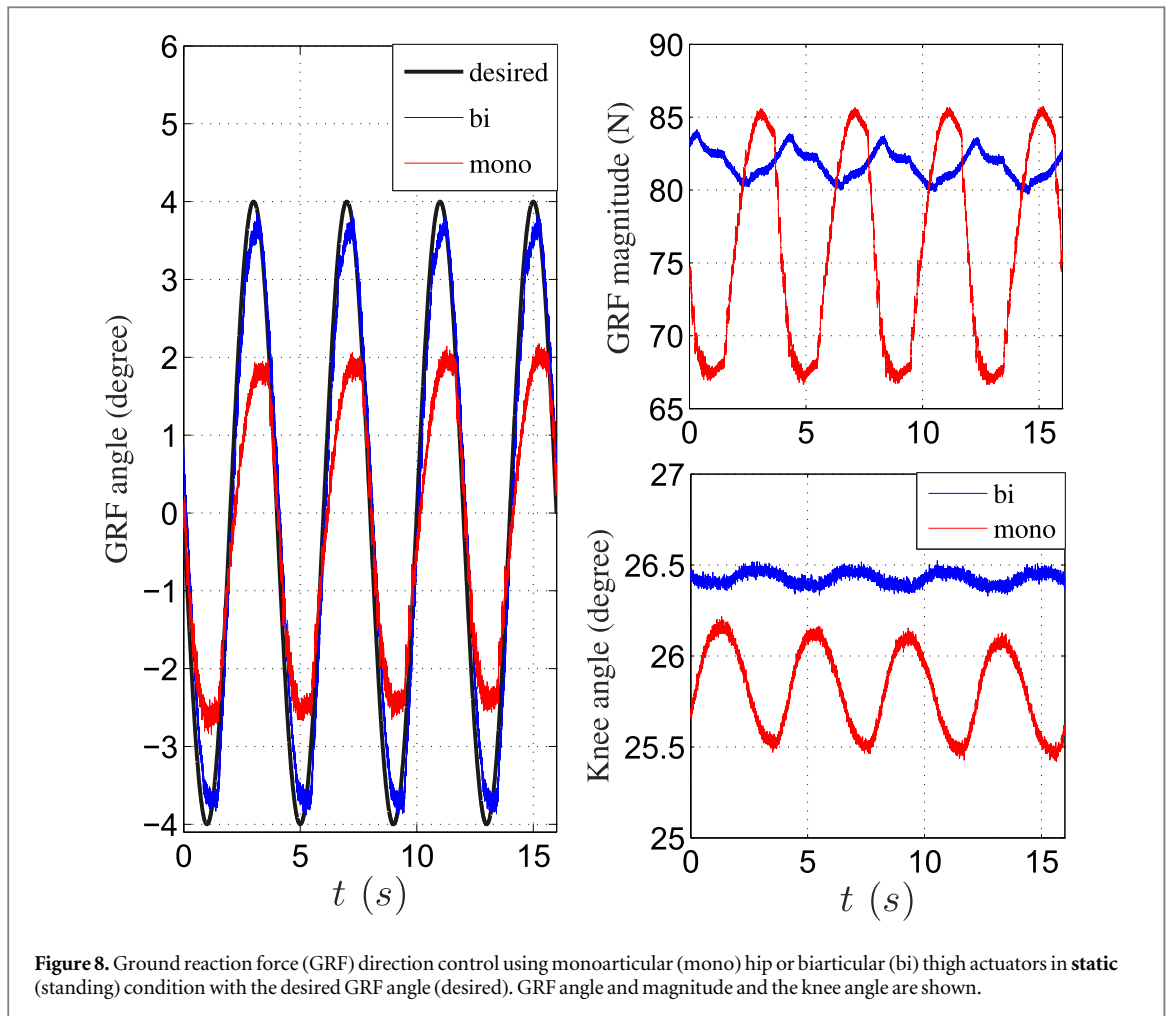 6
5
4
3
2
1
0
−1
−2
−3
−4
GRF angle (degree)
desired
bi
mono
0 5 10 15
t (s)
90
85
80
75
70
65
GRF magnitude (N)
0 5 10 15
27
26.5
26
25.5
25
Knee angle (degree)
bi
mono
0 5 10 15
t (s)
Figure 8. Ground reaction force (GRF) direction control using monoarticular (mono) hip or biarticular (bi) thigh actuators in static
(standing) condition with the desired GRF angle (desired). GRF angle and magnitude and the knee angle are shown.